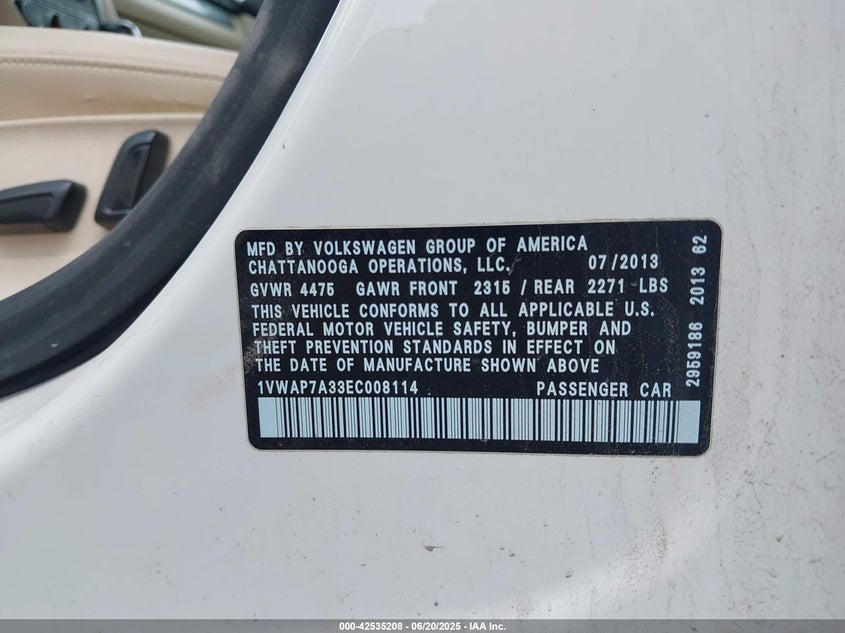 MFD BY VOLKSWAGEN GROUP OF AMERICA
CHATTANOOGA OPERATIONS, LLC. 07/2013
GVWR 4475 GAWR FRONT 2315 / REAR 2271 LBS
THIS VEHICLE CONFORMS TO ALL APPLICABLE U.S.
FEDERAL MOTOR VEHICLE SAFETY, BUMPER AND
THEFT PREVENTION STANDARDS IN EFFECT ON
THE DATE OF MANUFACTURE SHOWN ABOVE
1VWAP7A33EC008114 PASSENGER CAR
2959186 2013 62
000-42535208 - 06/20/2025 - IAA Inc.